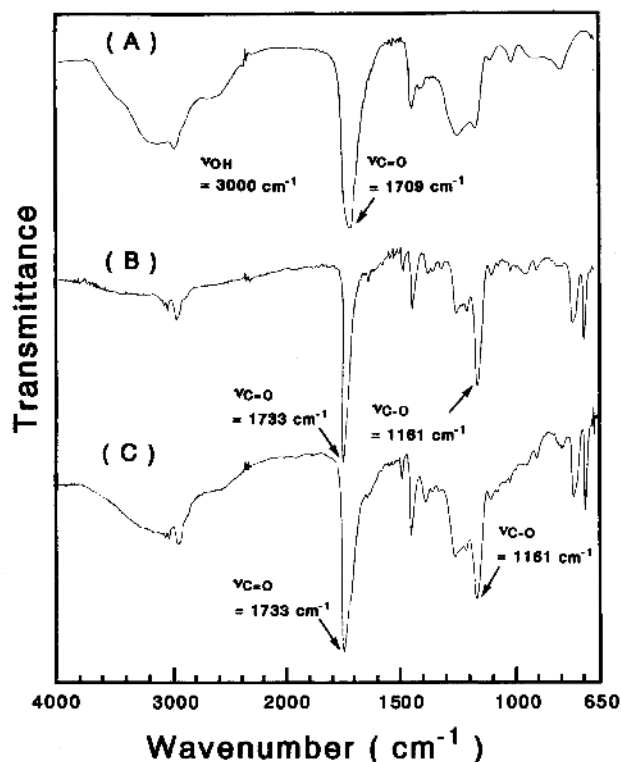 ( A )
νOH
= 3000 cm⁻¹
νC=O
= 1709 cm⁻¹
( B )
νC=O
= 1733 cm⁻¹
νC-O
= 1161 cm⁻¹
( C )
νC=O
= 1733 cm⁻¹
νC-O
= 1161 cm⁻¹
Transmittance
4000 3000 2000 1500 1000 650
Wavenumber ( cm⁻¹ )